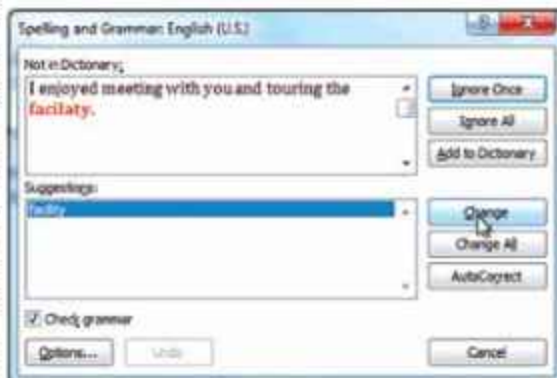 Spelling and Grammar: English (U.S.)
Not in Dictionary:
I enjoyed meeting with you and touring the
facilaty.
Ignore Once
Ignore All
Add to Dictionary
Suggestions:
facility
Change
Change All
AutoCorrect
Check grammar
Options...
Undo
Cancel